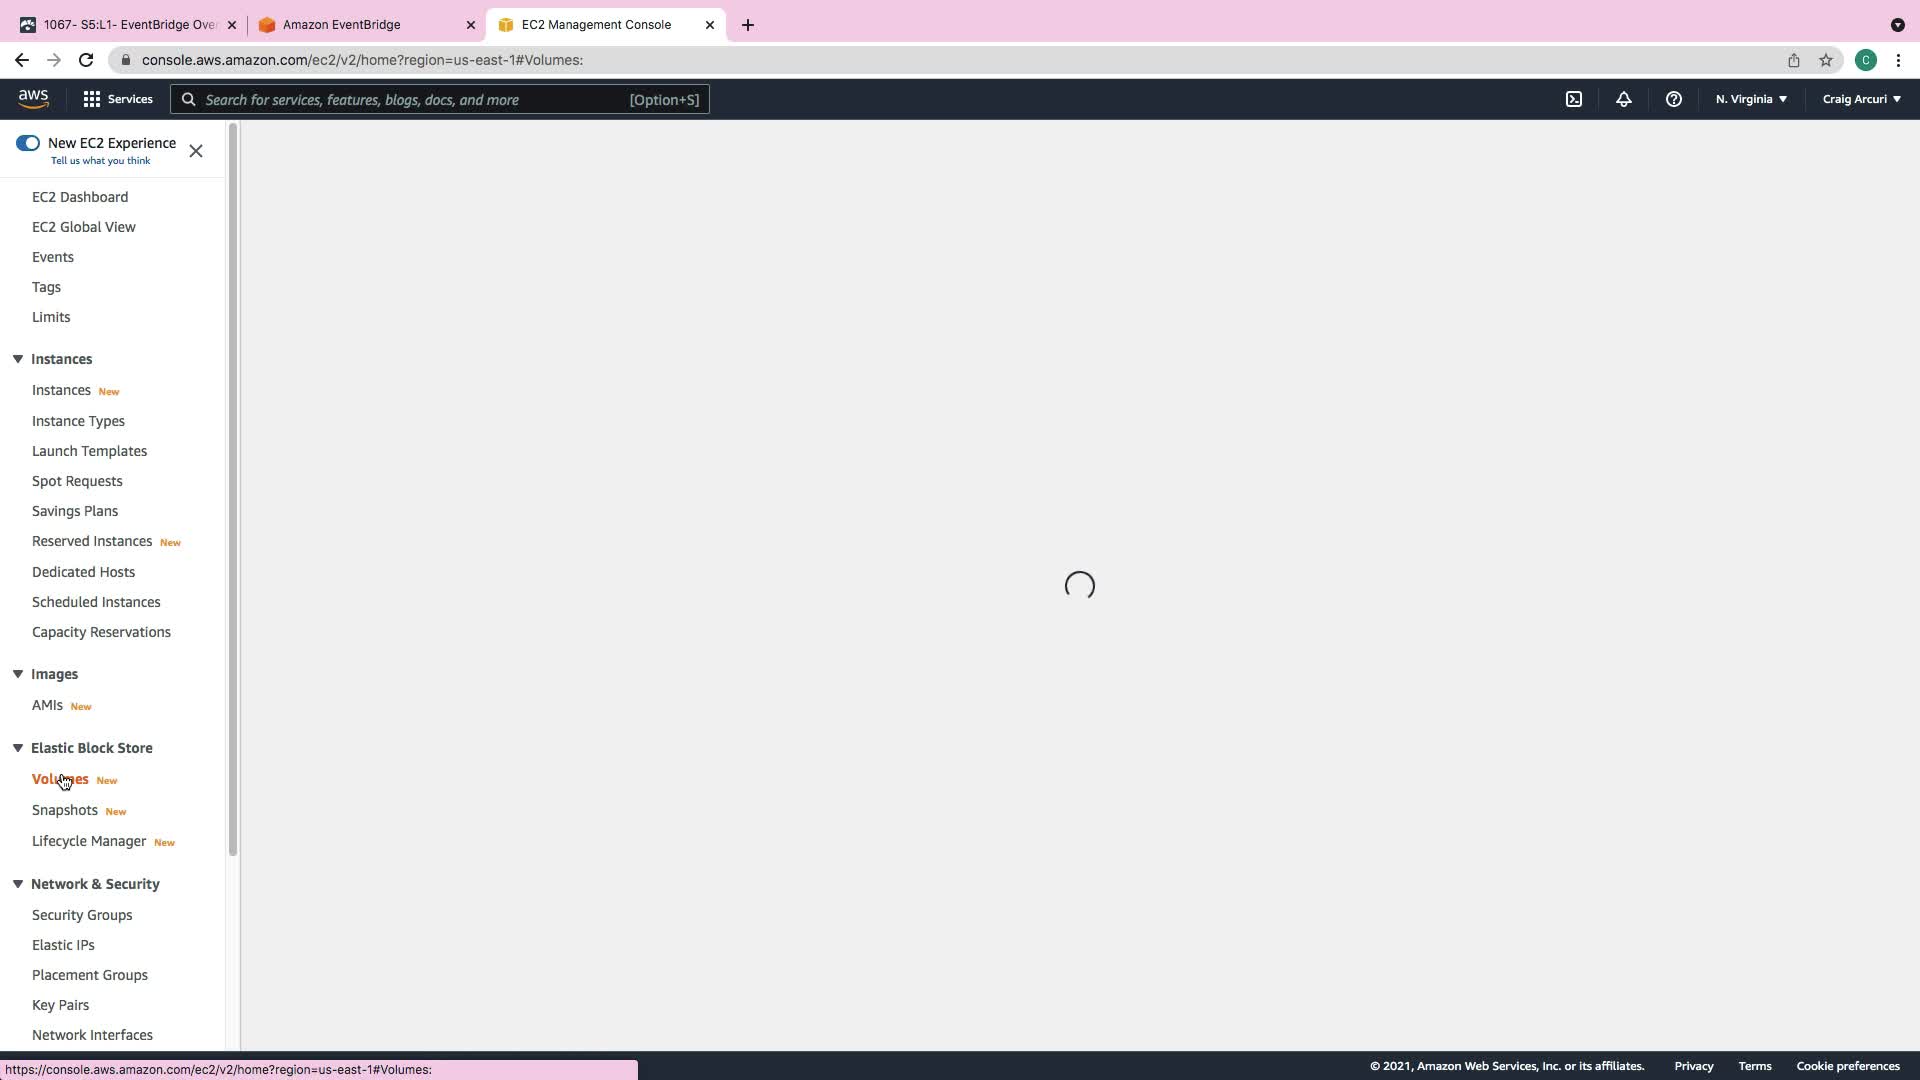 1067- S5:L1- EventBridge Over
Amazon EventBridge
EC2 Management Console
console.aws.amazon.com/ec2/v2/home?region=us-east-1#Volumes:
C
aws
Services
Search for services, features, blogs, docs, and more
[Option+S]
N. Virginia
Craig Arcuri
New EC2 Experience
Tell us what you think
EC2 Dashboard
EC2 Global View
Events
Tags
Limits
Instances
Instances New
Instance Types
Launch Templates
Spot Requests
Savings Plans
Reserved Instances New
Dedicated Hosts
Scheduled Instances
Capacity Reservations
Images
AMIs New
Elastic Block Store
Volumes New
Snapshots New
Lifecycle Manager New
Network & Security
Security Groups
Elastic IPs
Placement Groups
Key Pairs
Network Interfaces
https://console.aws.amazon.com/ec2/v2/home?region=us-east-1#Volumes:
© 2021, Amazon Web Services, Inc. or its affiliates.
Privacy
Terms
Cookie preferences